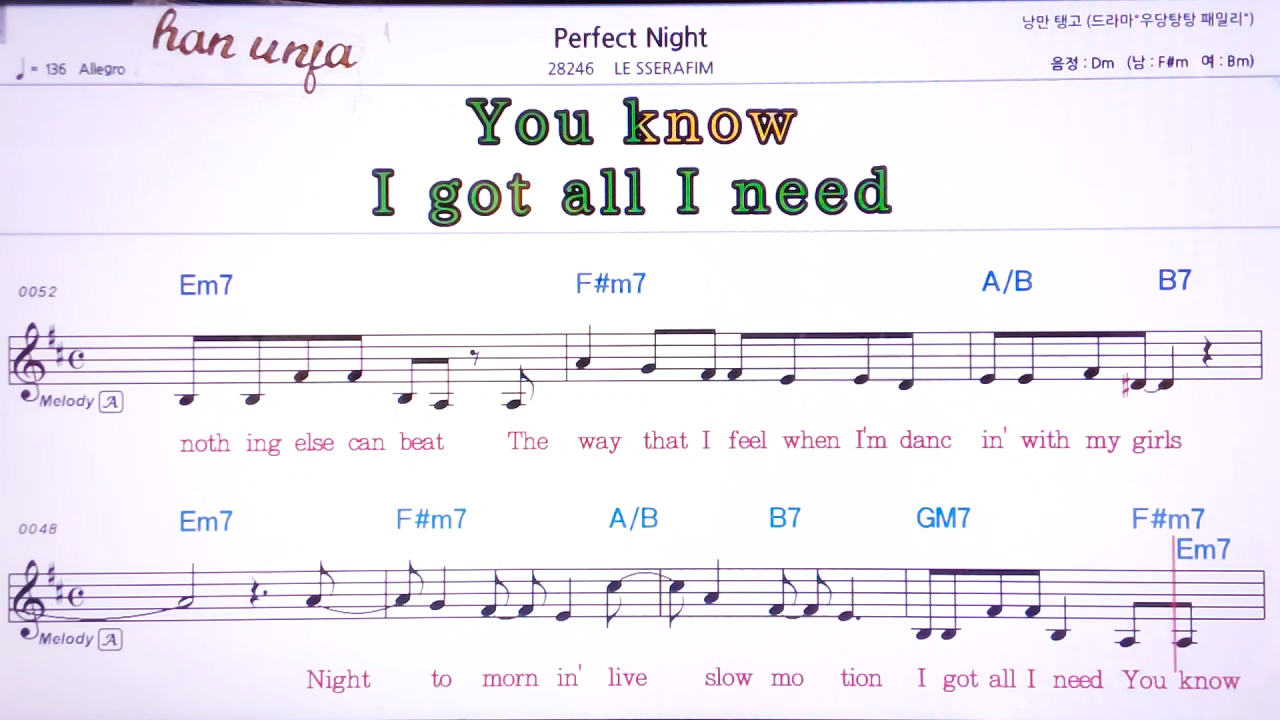 han unja
♩= 136 Allegro
Perfect Night
28246 LE SSERAFIM
낭만 탱고 (드라마"우당탕탕 패밀리")
음정 : Dm (남 : F#m 여 : Bm)
You know
I got all I need
0052
Em7 F#m7 A/B B7
Melody A
noth ing else can beat The way that I feel when I'm danc in' with my girls
0048
Em7 F#m7 A/B B7 GM7 F#m7
Em7
Melody A
Night to morn in' live slow mo tion I got all I need You know